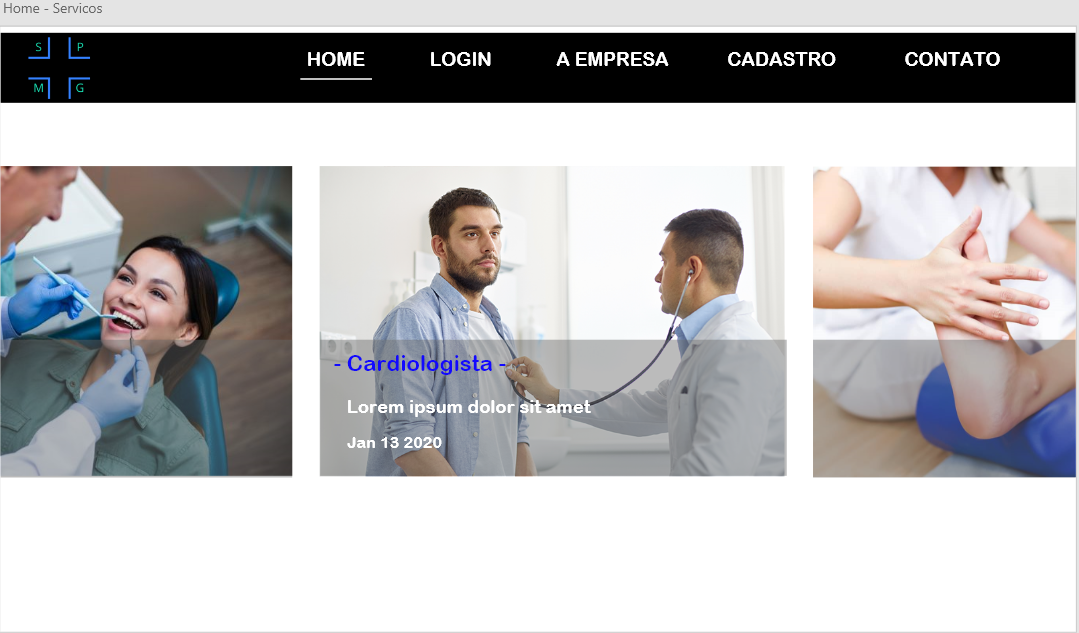 Home - Servicos
S P
M G
HOME LOGIN A EMPRESA CADASTRO CONTATO
- Cardiologista -
Lorem ipsum dolor sit amet
Jan 13 2020